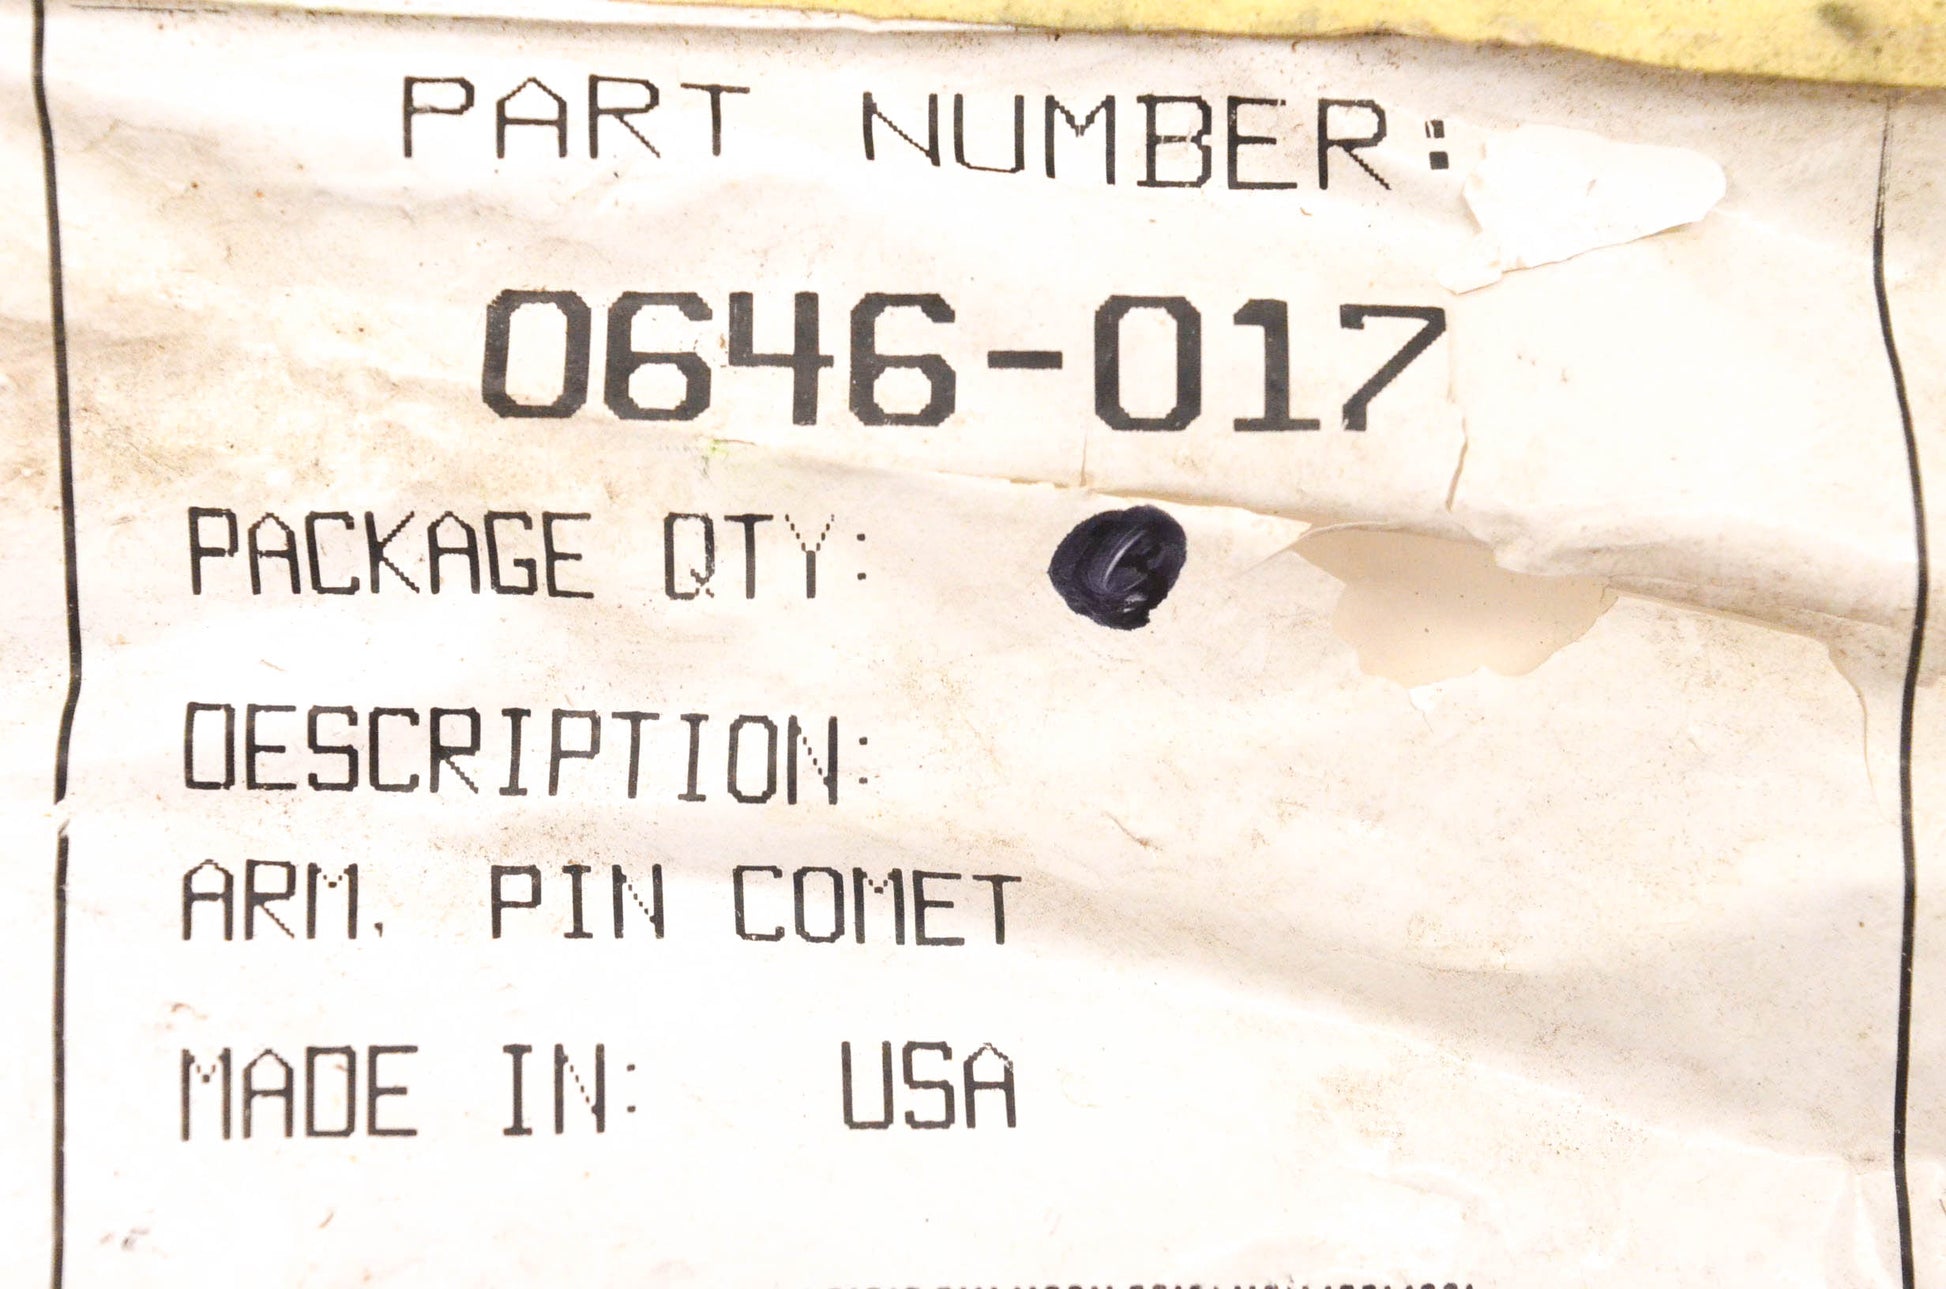 PART NUMBER:
0646-017
PACKAGE QTY:
DESCRIPTION:
ARM, PIN COMET
MADE IN: USA